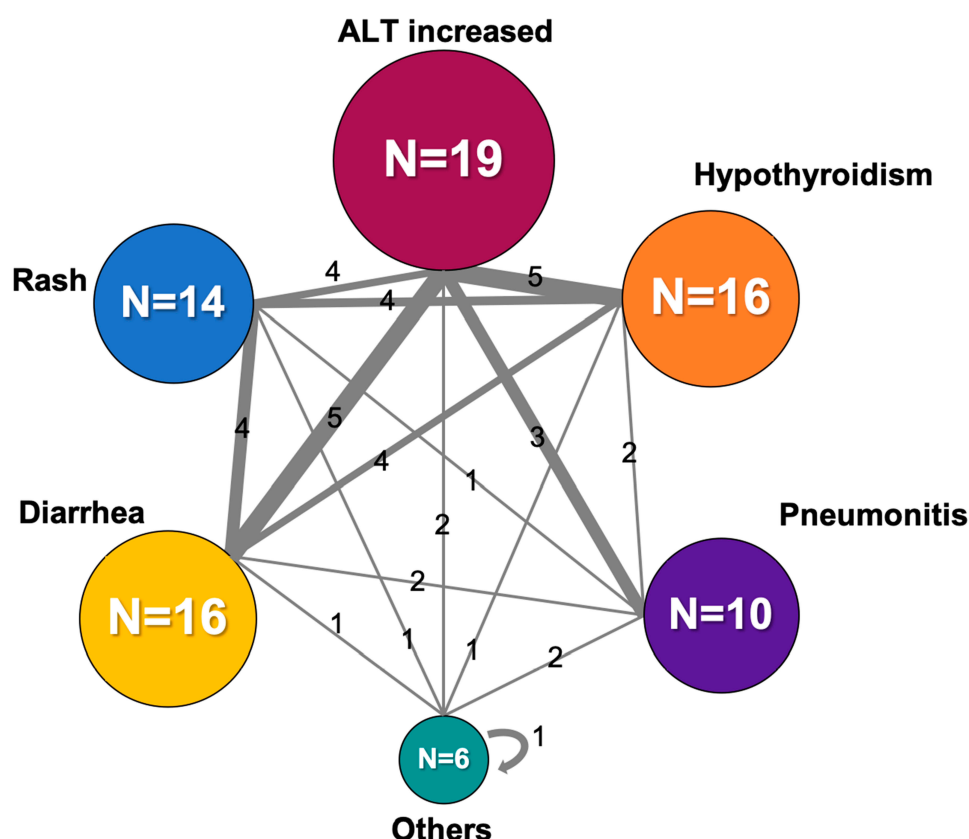 ALT increased
N=19
Hypothyroidism
N=16
Rash
N=14
4
5
4
4
5
3
2
4
1
Diarrhea
N=16
Pneumonitis
N=10
2
2
1
1
1
2
N=6
1
Others